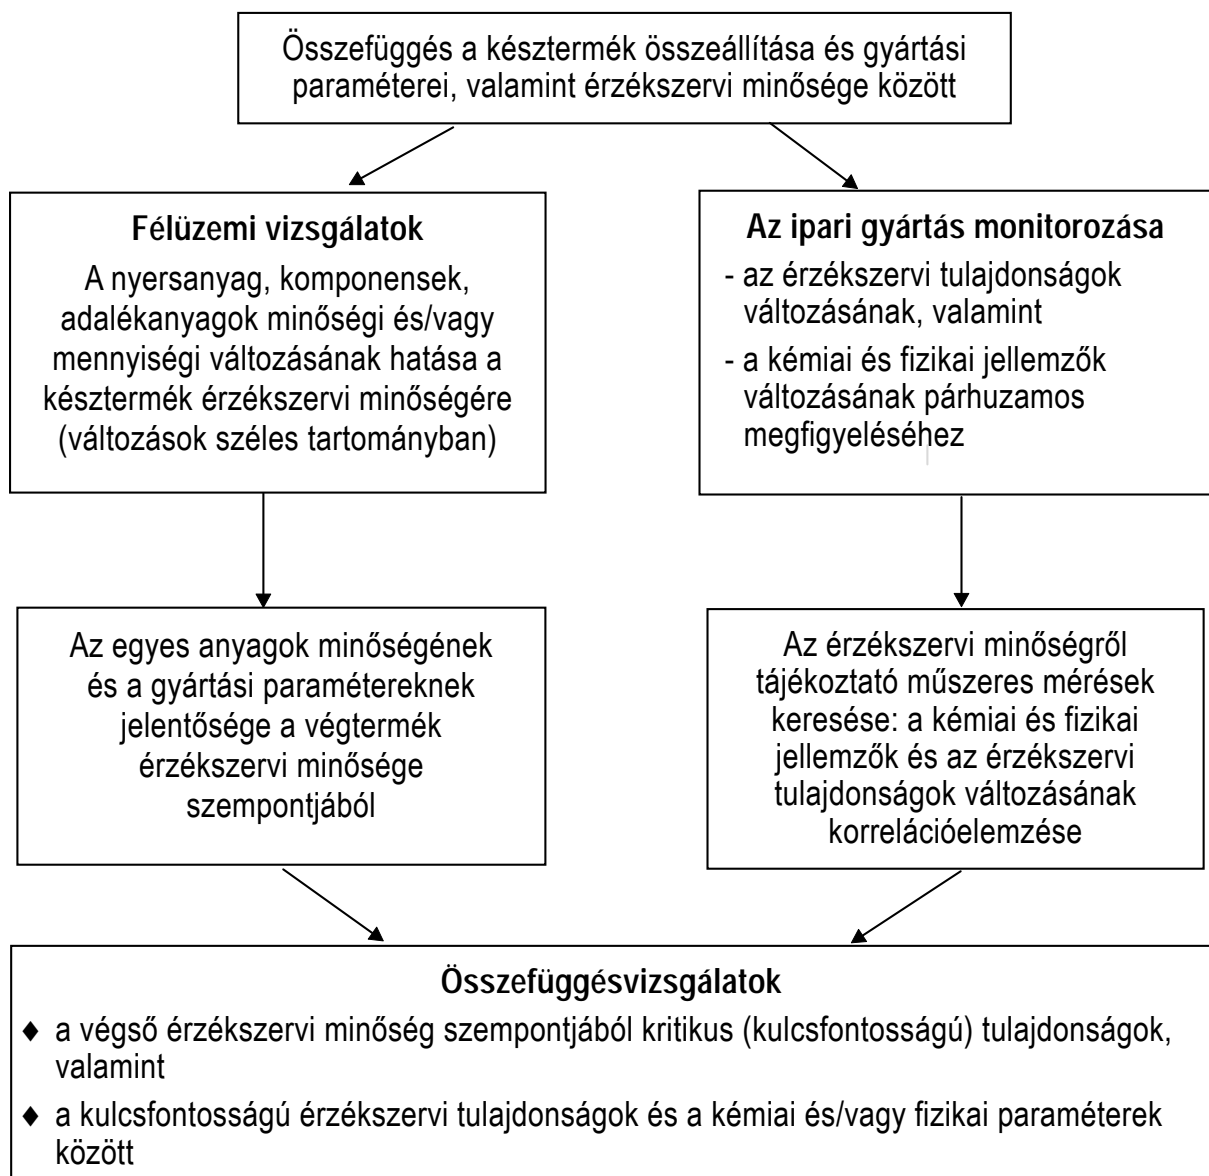 Összefüggés a késztermék összeállítása és gyártási
paraméterei, valamint érzékszervi minősége között
Félüzemi vizsgálatok
A nyersanyag, komponensek,
adalékanyagok minőségi és/vagy
mennyiségi változásának hatása a
késztermék érzékszervi minőségére
(változások széles tartományban)
Az ipari gyártás monitorozása
- az érzékszervi tulajdonságok
változásának, valamint
- a kémiai és fizikai jellemzők
változásának párhuzamos
megfigyeléséhez
Az egyes anyagok minőségének
és a gyártási paramétereknek
jelentősége a végtermék
érzékszervi minősége
szempontjából
Az érzékszervi minőségről
tájékoztató műszeres mérések
keresése: a kémiai és fizikai
jellemzők és az érzékszervi
tulajdonságok változásának
korrelációelemzése
Összefüggésvizsgálatok
♦ a végső érzékszervi minőség szempontjából kritikus (kulcsfontosságú) tulajdonságok,
valamint
♦ a kulcsfontosságú érzékszervi tulajdonságok és a kémiai és/vagy fizikai paraméterek
között